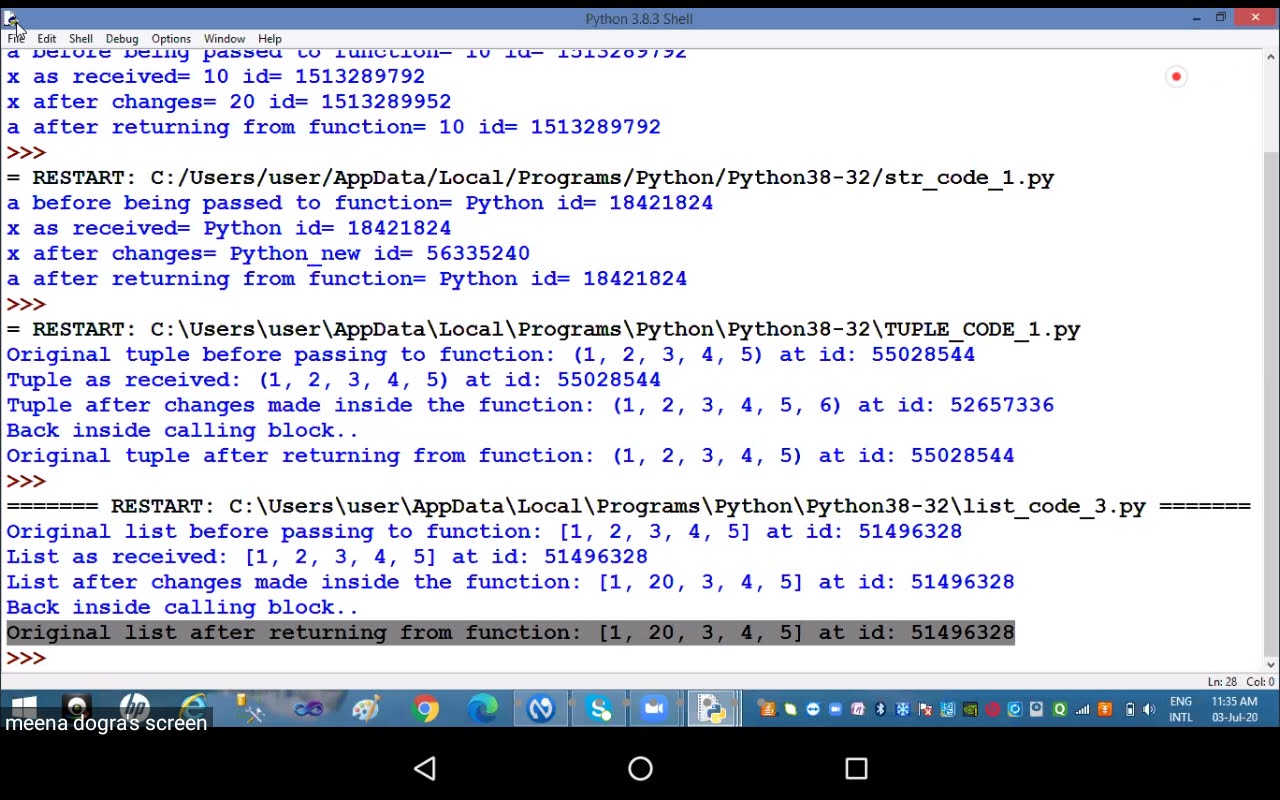 Python 3.8.3 Shell
File Edit Shell Debug Options Window Help
a before being passed to function= 10 id= 1513289792
x as received= 10 id= 1513289792
x after changes= 20 id= 1513289952
a after returning from function= 10 id= 1513289792
>>>
= RESTART: C:/Users/user/AppData/Local/Programs/Python/Python38-32/str_code_1.py
a before being passed to function= Python id= 18421824
x as received= Python id= 18421824
x after changes= Python_new id= 56335240
a after returning from function= Python id= 18421824
>>>
= RESTART: C:\Users\user\AppData\Local\Programs\Python\Python38-32\TUPLE_CODE_1.py
Original tuple before passing to function: (1, 2, 3, 4, 5) at id: 55028544
Tuple as received: (1, 2, 3, 4, 5) at id: 55028544
Tuple after changes made inside the function: (1, 2, 3, 4, 5, 6) at id: 52657336
Back inside calling block..
Original tuple after returning from function: (1, 2, 3, 4, 5) at id: 55028544
>>>
======= RESTART: C:\Users\user\AppData\Local\Programs\Python\Python38-32\list_code_3.py =======
Original list before passing to function: [1, 2, 3, 4, 5] at id: 51496328
List as received: [1, 2, 3, 4, 5] at id: 51496328
List after changes made inside the function: [1, 20, 3, 4, 5] at id: 51496328
Back inside calling block..
Original list after returning from function: [1, 20, 3, 4, 5] at id: 51496328
>>>
Ln: 28 Col: 0
ENG 11:35 AM
INTL 03-Jul-20
meena dogra's screen